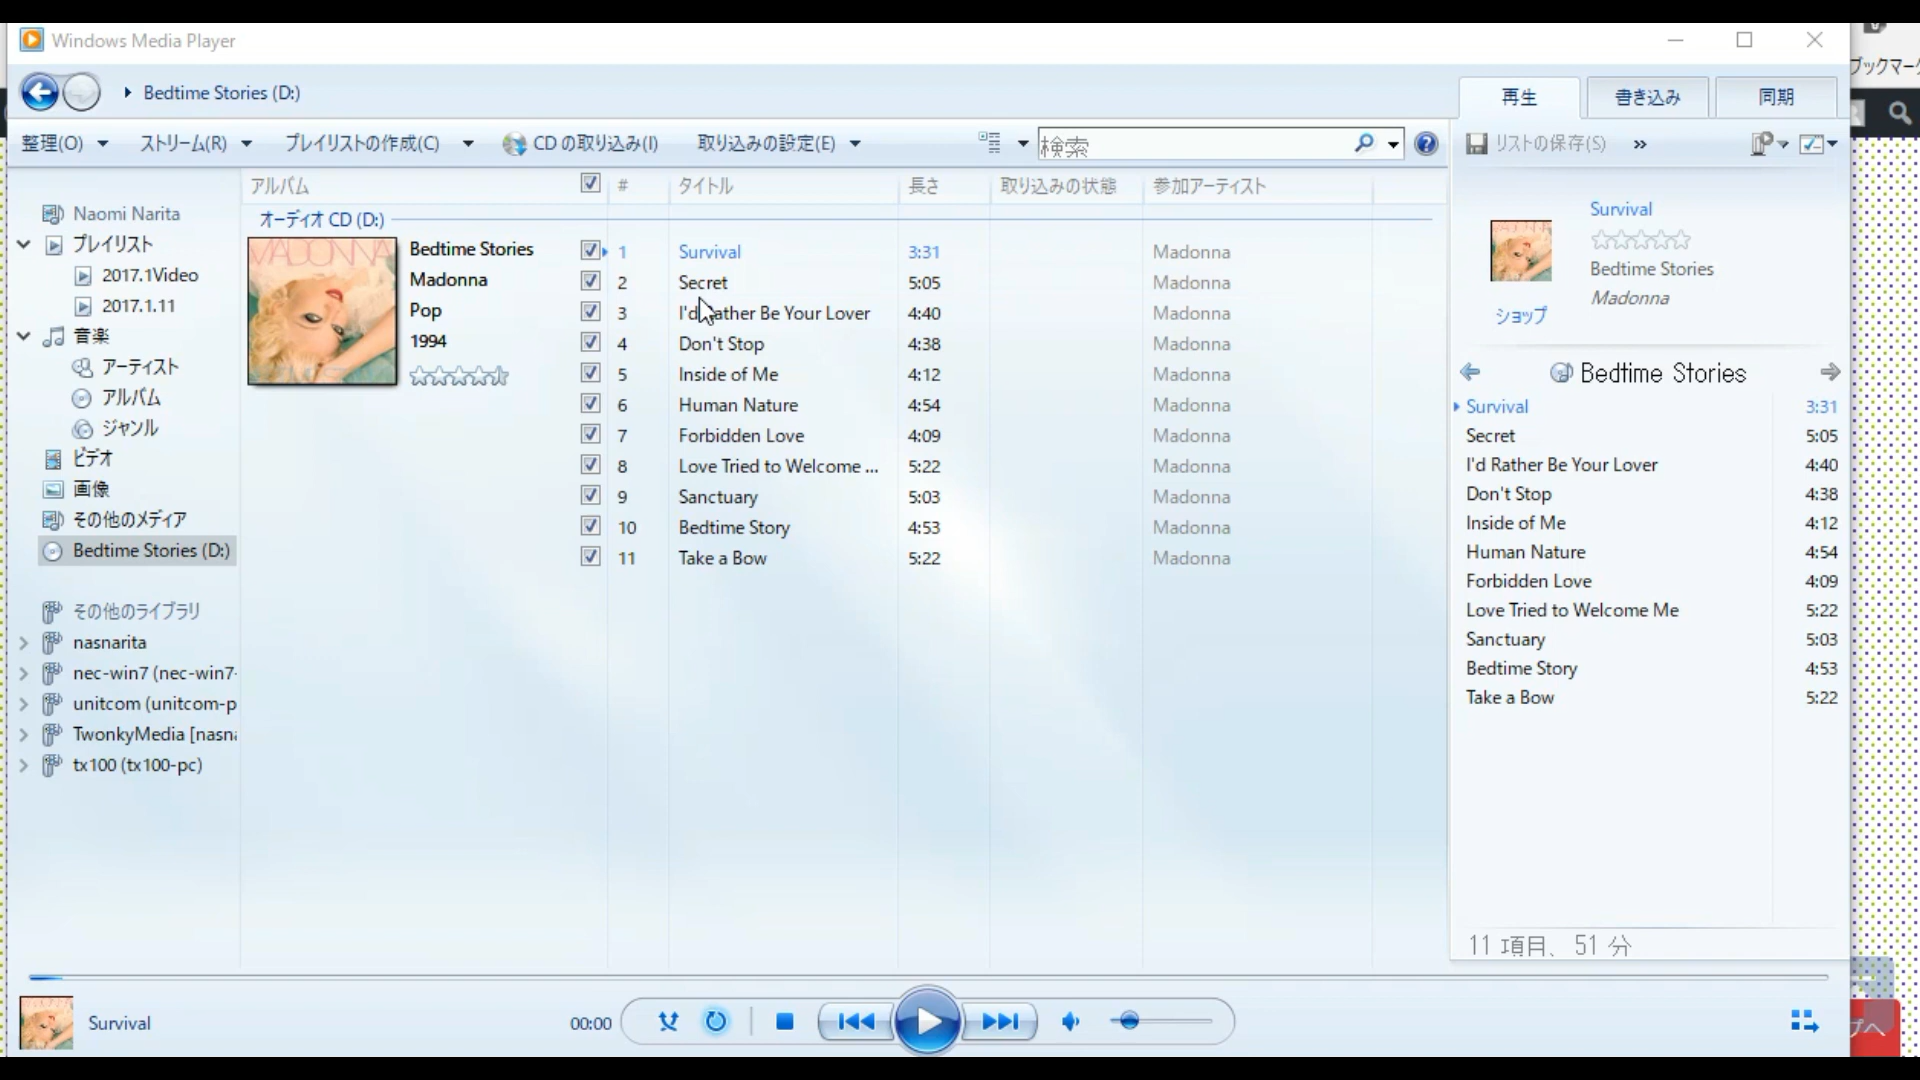 Windows Media Player
Bedtime Stories (D:)
再生
書き込み
同期
ブックマーク
整理(O)
ストリーム(R)
プレイリストの作成(C)
CD の取り込み(I)
取り込みの設定(E)
検索
リストの保存(S)
»
アルバム
#
タイトル
長さ
取り込みの状態
参加アーティスト
オーディオ CD (D:)
Naomi Narita
プレイリスト
2017.1Video
2017.1.11
音楽
アーティスト
アルバム
ジャンル
ビデオ
画像
その他のメディア
Bedtime Stories (D:)
その他のライブラリ
nasnarita
nec-win7 (nec-win7-
unitcom (unitcom-p
TwonkyMedia [nasna
tx100 (tx100-pc)
MADONNA
Bedtime Stories
Madonna
Pop
1994
1 Survival 3:31 Madonna
2 Secret 5:05 Madonna
3 I'd Rather Be Your Lover 4:40 Madonna
4 Don't Stop 4:38 Madonna
5 Inside of Me 4:12 Madonna
6 Human Nature 4:54 Madonna
7 Forbidden Love 4:09 Madonna
8 Love Tried to Welcome ... 5:22 Madonna
9 Sanctuary 5:03 Madonna
10 Bedtime Story 4:53 Madonna
11 Take a Bow 5:22 Madonna
Survival
Bedtime Stories
Madonna
ショップ
Bedtime Stories
Survival 3:31
Secret 5:05
I'd Rather Be Your Lover 4:40
Don't Stop 4:38
Inside of Me 4:12
Human Nature 4:54
Forbidden Love 4:09
Love Tried to Welcome Me 5:22
Sanctuary 5:03
Bedtime Story 4:53
Take a Bow 5:22
11 項目、 51 分
Survival
00:00
プへ